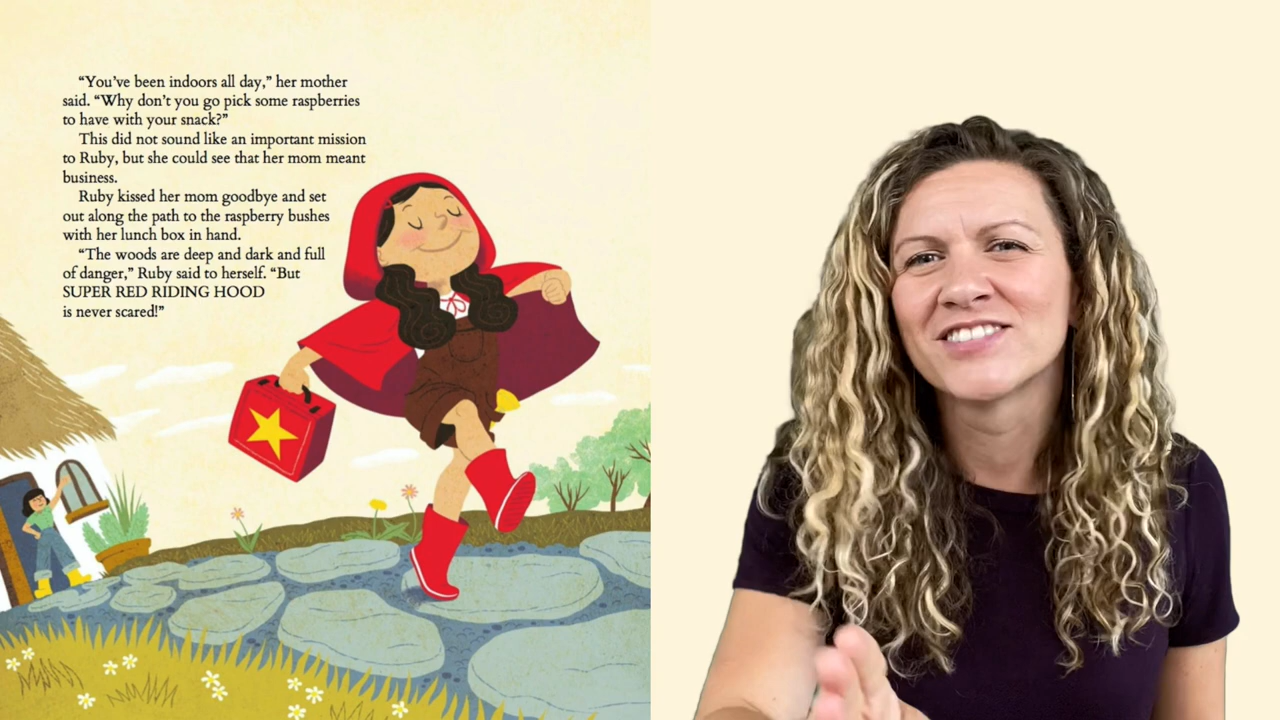 “You’ve been indoors all day,” her mother
said. “Why don’t you go pick some raspberries
to have with your snack?”
This did not sound like an important mission
to Ruby, but she could see that her mom meant
business.
Ruby kissed her mom goodbye and set
out along the path to the raspberry bushes
with her lunch box in hand.
“The woods are deep and dark and full
of danger,” Ruby said to herself. “But
SUPER RED RIDING HOOD
is never scared!”